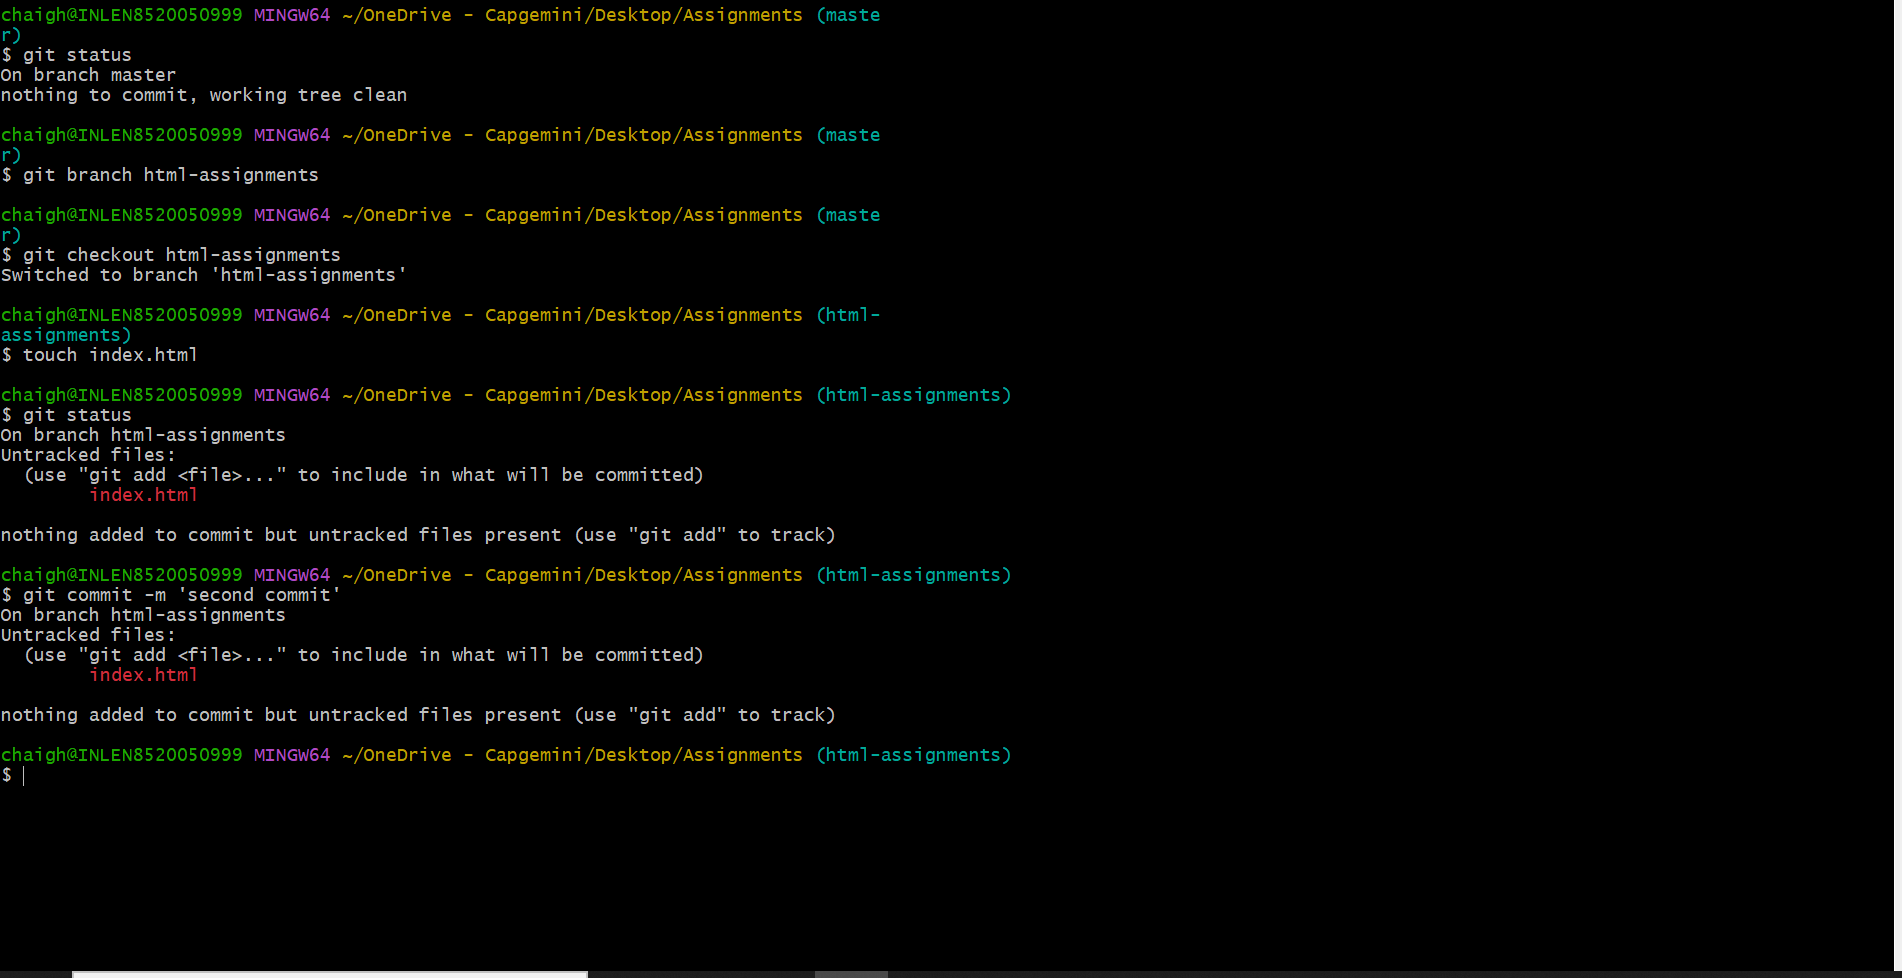 chaigh@INLEN8520050999 MINGW64 ~/OneDrive - Capgemini/Desktop/Assignments (maste
r)
$ git status
On branch master
nothing to commit, working tree clean
chaigh@INLEN8520050999 MINGW64 ~/OneDrive - Capgemini/Desktop/Assignments (maste
r)
$ git branch html-assignments
chaigh@INLEN8520050999 MINGW64 ~/OneDrive - Capgemini/Desktop/Assignments (maste
r)
$ git checkout html-assignments
Switched to branch 'html-assignments'
chaigh@INLEN8520050999 MINGW64 ~/OneDrive - Capgemini/Desktop/Assignments (html-
assignments)
$ touch index.html
chaigh@INLEN8520050999 MINGW64 ~/OneDrive - Capgemini/Desktop/Assignments (html-assignments)
$ git status
On branch html-assignments
Untracked files:
  (use "git add <file>..." to include in what will be committed)
        index.html
nothing added to commit but untracked files present (use "git add" to track)
chaigh@INLEN8520050999 MINGW64 ~/OneDrive - Capgemini/Desktop/Assignments (html-assignments)
$ git commit -m 'second commit'
On branch html-assignments
Untracked files:
  (use "git add <file>..." to include in what will be committed)
        index.html
nothing added to commit but untracked files present (use "git add" to track)
chaigh@INLEN8520050999 MINGW64 ~/OneDrive - Capgemini/Desktop/Assignments (html-assignments)
$